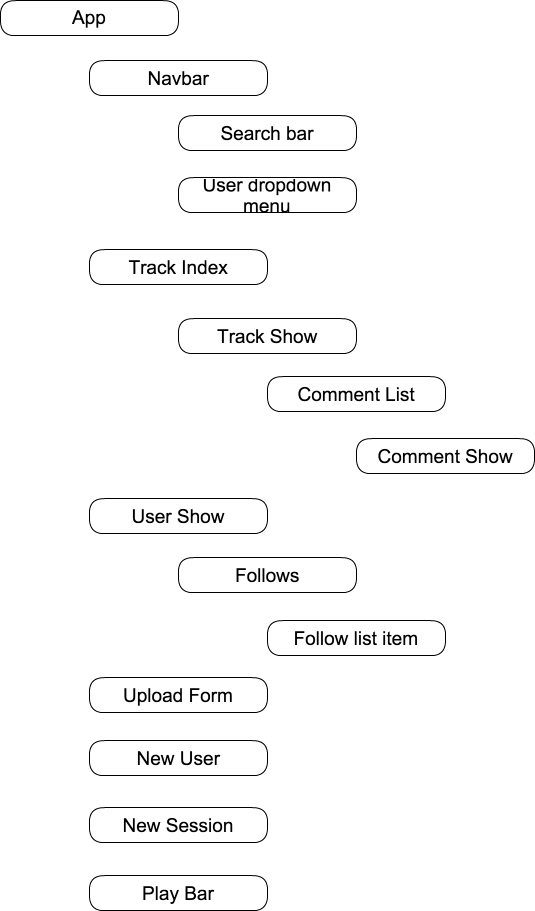 App
Navbar
Search bar
User dropdown
menu
Track Index
Track Show
Comment List
Comment Show
User Show
Follows
Follow list item
Upload Form
New User
New Session
Play Bar